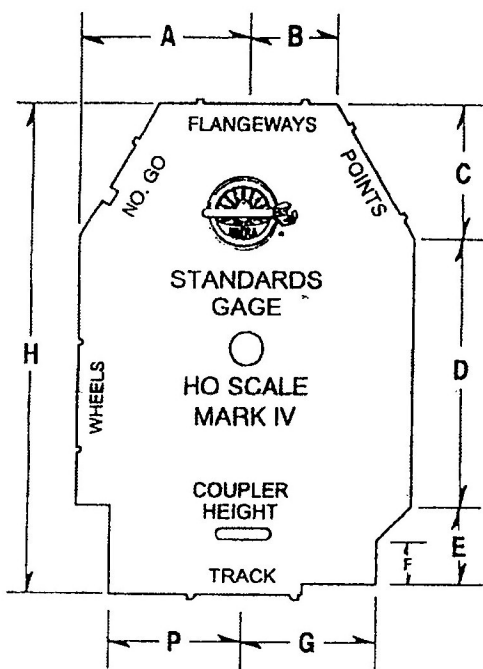 A
B
FLANGEWAYS
NO. GO
POINTS
C
STANDARDS
GAGE
H
D
WHEELS
HO SCALE
MARK IV
COUPLER
HEIGHT
E
F
TRACK
P
G